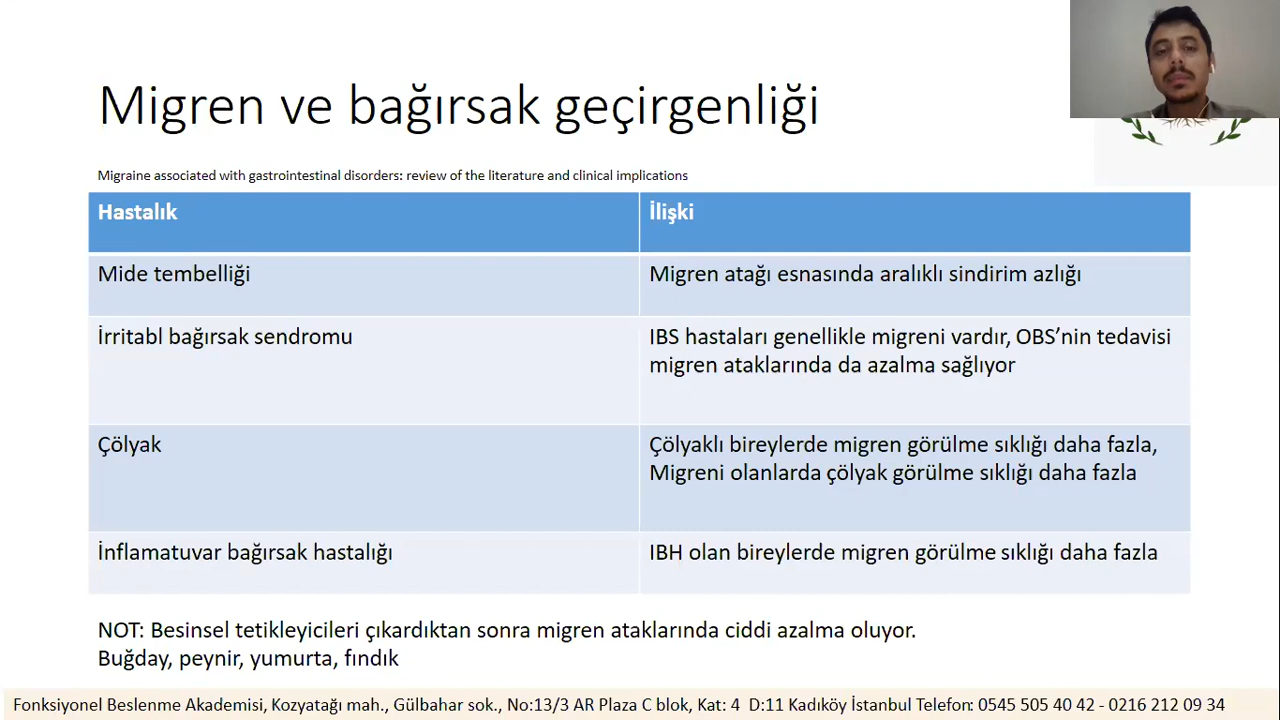 Migren ve bağırsak geçirgenliği
Migraine associated with gastrointestinal disorders: review of the literature and clinical implications
Hastalık
İlişki
Mide tembelliği
Migren atağı esnasında aralıklı sindirim azlığı
İrritabl bağırsak sendromu
IBS hastaları genellikle migreni vardır, OBS’nin tedavisi
migren ataklarında da azalma sağlıyor
Çölyak
Çölyaklı bireylerde migren görülme sıklığı daha fazla,
Migreni olanlarda çölyak görülme sıklığı daha fazla
İnflamatuvar bağırsak hastalığı
IBH olan bireylerde migren görülme sıklığı daha fazla
NOT: Besinsel tetikleyicileri çıkardıktan sonra migren ataklarında ciddi azalma oluyor.
Buğday, peynir, yumurta, fındık
Fonksiyonel Beslenme Akademisi, Kozyatağı mah., Gülbahar sok., No:13/3 AR Plaza C blok, Kat: 4 D:11 Kadıköy İstanbul Telefon: 0545 505 40 42 - 0216 212 09 34